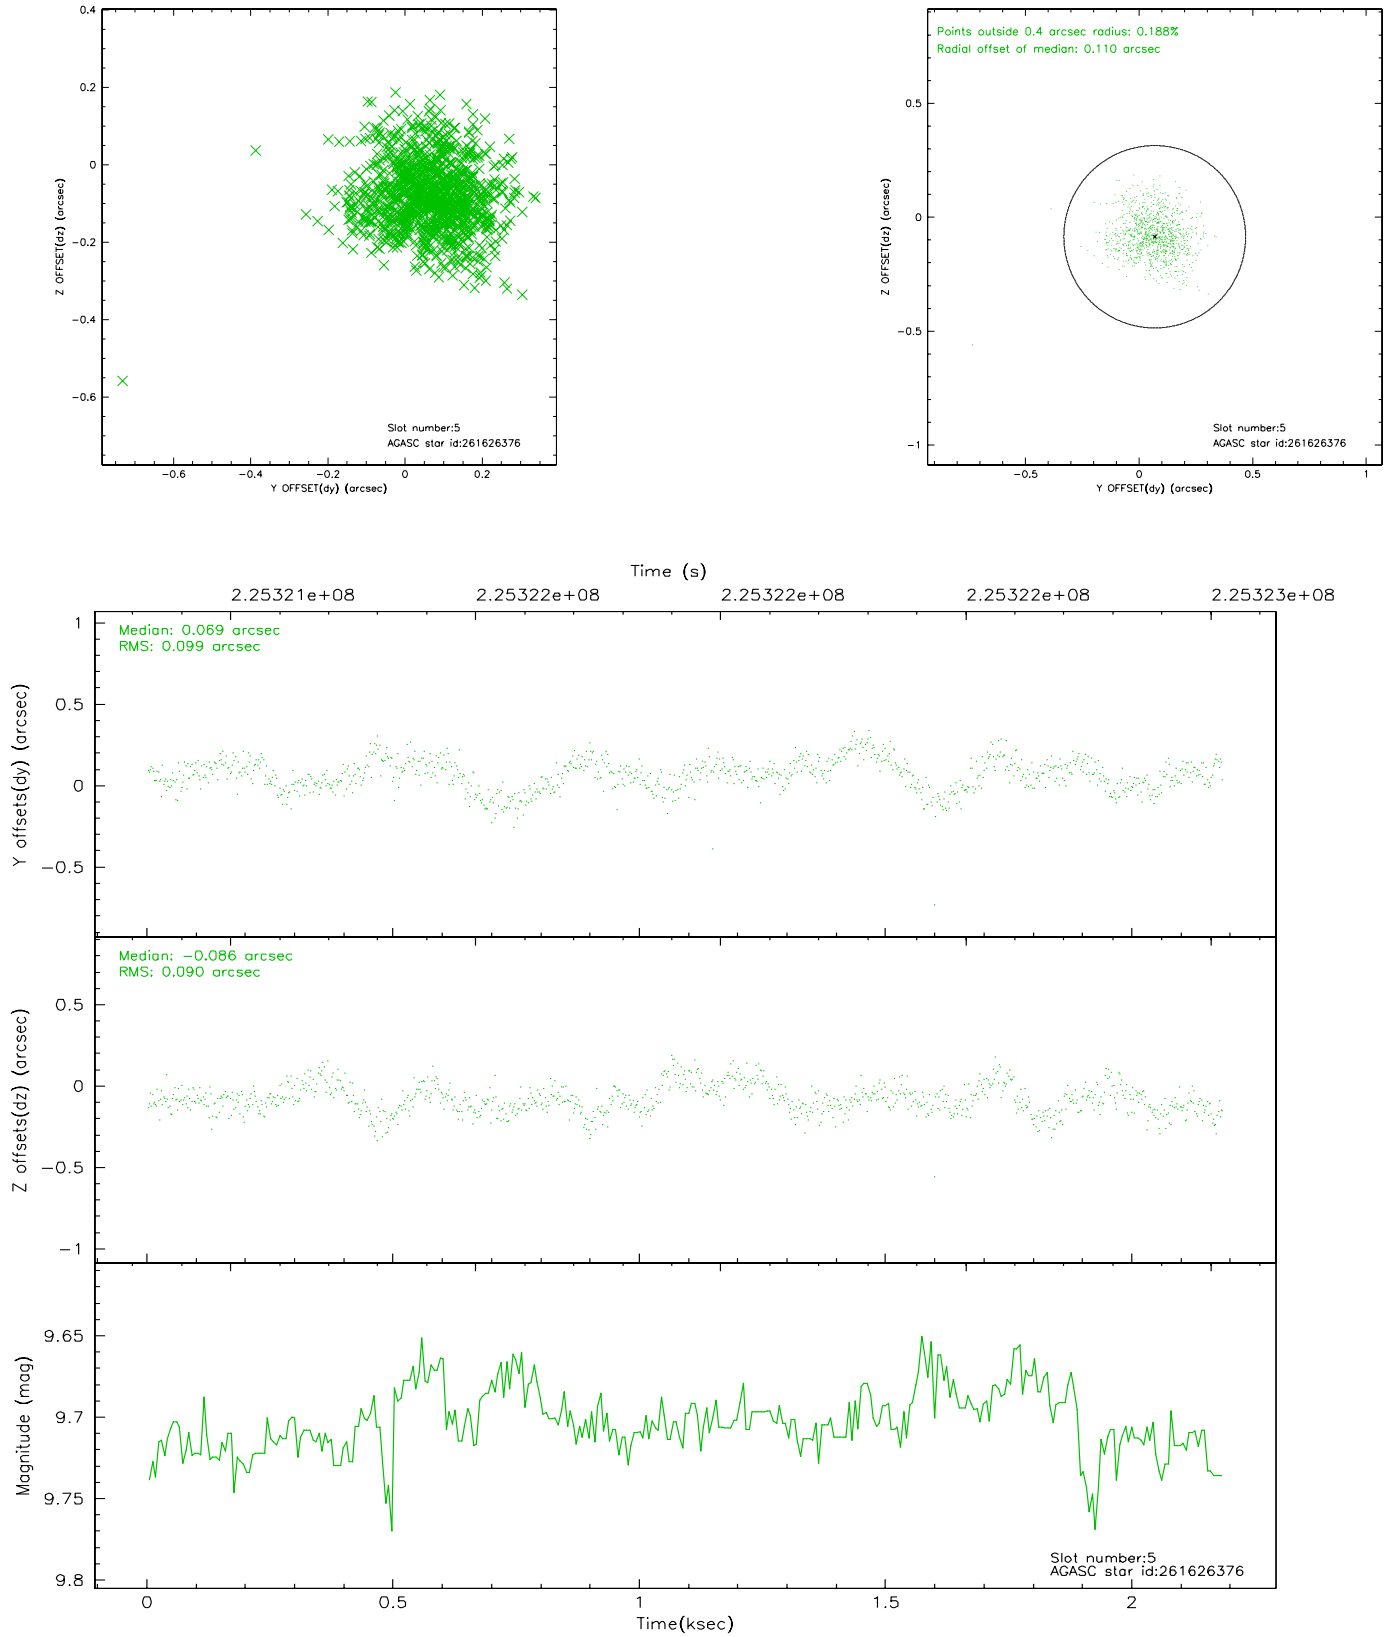 0.4
0.2
0
−0.2
−0.4
−0.6
Z OFFSET(dz) (arcsec)
−0.6 −0.4 −0.2 0 0.2
Y OFFSET(dy) (arcsec)
Slot number:5
AGASC star id:261626376
Points outside 0.4 arcsec radius: 0.188%
Radial offset of median: 0.110 arcsec
0.5
0
−0.5
−1
Z OFFSET(dz) (arcsec)
−0.5 0 0.5 1
Y OFFSET(dy) (arcsec)
Slot number:5
AGASC star id:261626376
Time (s)
2.25321e+08 2.25322e+08 2.25322e+08 2.25322e+08 2.25323e+08
Median: 0.069 arcsec
RMS: 0.099 arcsec
1
0.5
0
−0.5
Y offsets(dy) (arcsec)
Median: −0.086 arcsec
RMS: 0.090 arcsec
0.5
0
−0.5
−1
Z offsets(dz) (arcsec)
9.65
9.7
9.75
9.8
Magnitude (mag)
Slot number:5
AGASC star id:261626376
0 0.5 1 1.5 2
Time(ksec)